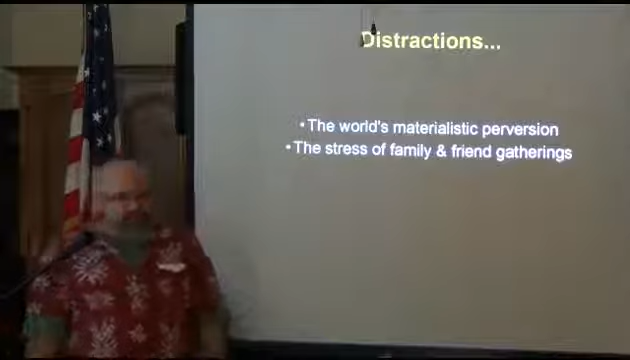 Distractions...
• The world's materialistic perversion
• The stress of family & friend gatherings